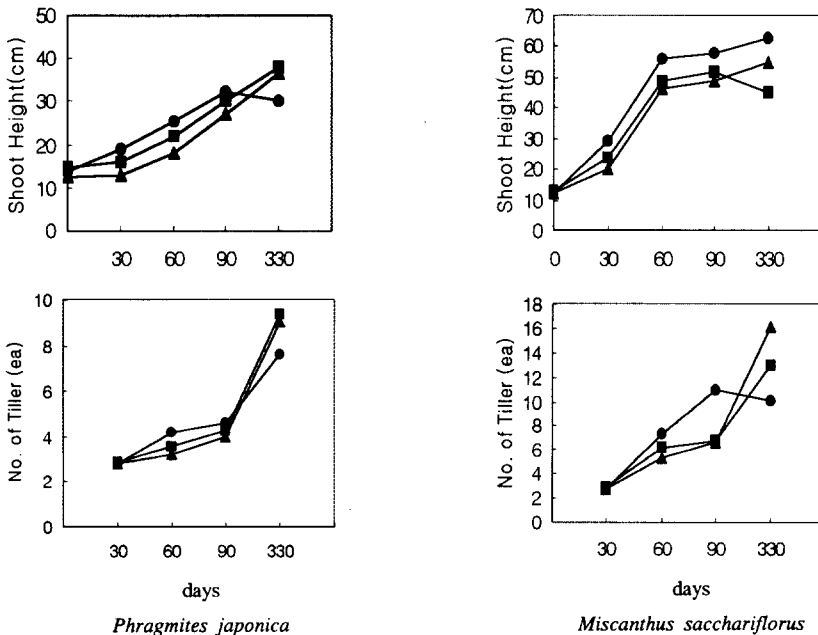 50
40
30
20
10
0
Shoot Height(cm)
30 60 90 330
70
60
50
40
30
20
10
0
Shoot Height(cm)
0 30 60 90 330
10
8
6
4
2
0
No. of Tiller (ea)
30 60 90 330
days
Phragmites japonica
18
16
14
12
10
8
6
4
2
0
No. of Tiller (ea)
30 60 90 330
days
Miscanthus sacchariflorus